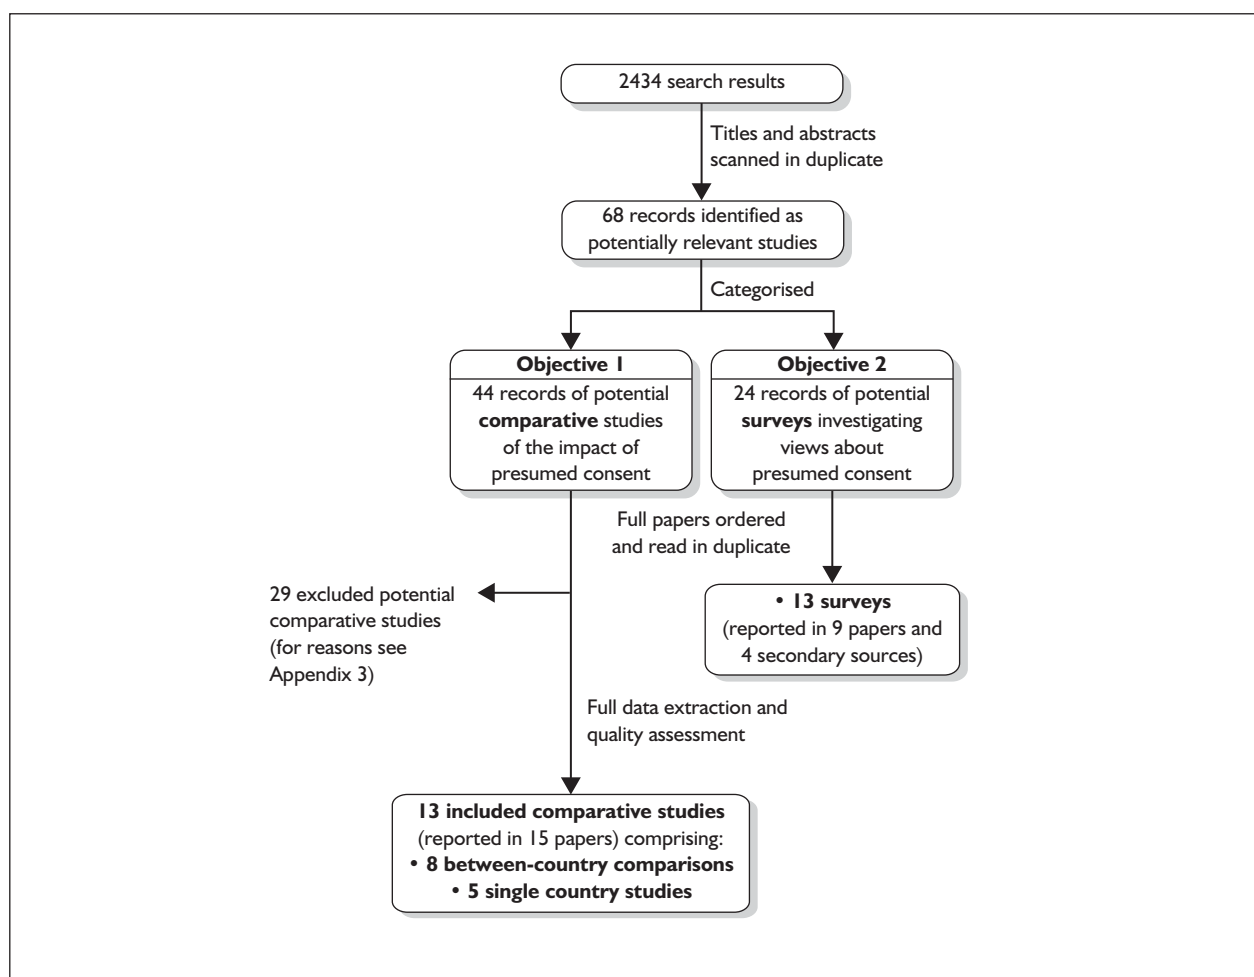 2434 search results
Titles and abstracts
scanned in duplicate
68 records identified as
potentially relevant studies
Categorised
Objective 1
44 records of potential
comparative studies
of the impact of
presumed consent
Objective 2
24 records of potential
surveys investigating
views about
presumed consent
Full papers ordered
and read in duplicate
29 excluded potential
comparative studies
(for reasons see
Appendix 3)
• 13 surveys
(reported in 9 papers and
4 secondary sources)
Full data extraction and
quality assessment
13 included comparative studies
(reported in 15 papers) comprising:
• 8 between-country comparisons
• 5 single country studies